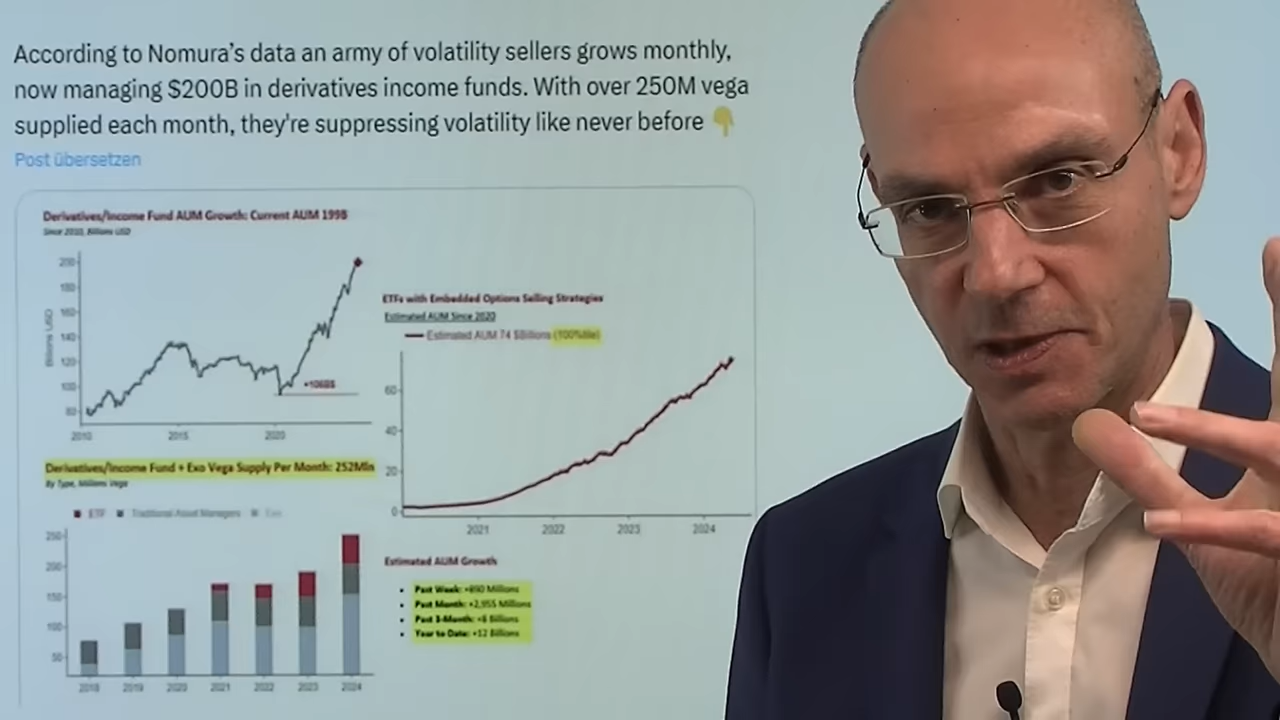 According to Nomura's data an army of volatility sellers grows monthly,
now managing $200B in derivatives income funds. With over 250M vega
supplied each month, they're suppressing volatility like never before 👇
Post übersetzen
Derivatives/Income Fund AUM Growth: Current AUM 199B
Since 2010, Billions USD
Billions USD
200
180
160
140
120
100
80
2010
2015
2020
ETFs with Embedded Options Selling Strategies
Estimated AUM Since 2020
Estimated AUM 74 $Billions (100%tile)
60
40
20
0
2021
2022
2023
2024
Derivatives/Income Fund + Exo Vega Supply Per Month: 252Mln
By Type, Millions Vega
ETF
Traditional Asset Managers
Exo
250
200
150
100
50
2018
2019
2020
2021
2022
2023
2024
Estimated AUM Growth
• Past Week: +890 Millions
• Past Month: +2,955 Millions
• Past 3-Month: +8 Billions
• Year to Date: +12 Billions